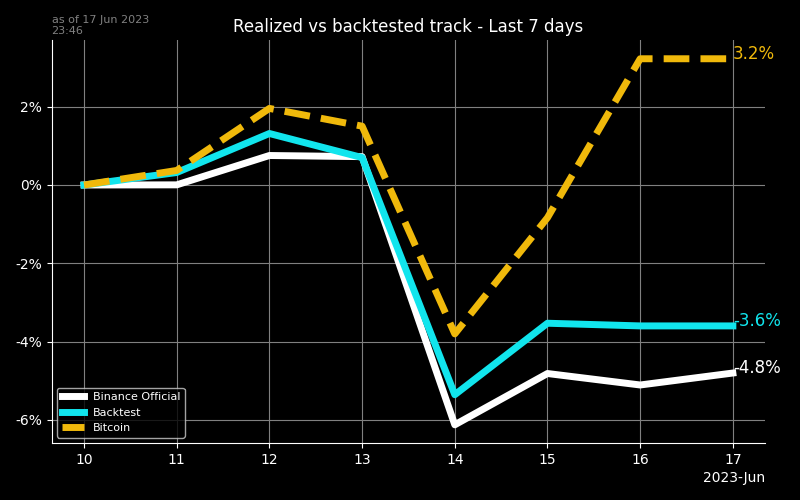 as of 17 Jun 2023
23:46
Realized vs backtested track - Last 7 days
3.2%
2%
0%
-2%
-3.6%
-4%
-4.8%
-6%
Binance Official
Backtest
Bitcoin
10 11 12 13 14 15 16 17
2023-Jun